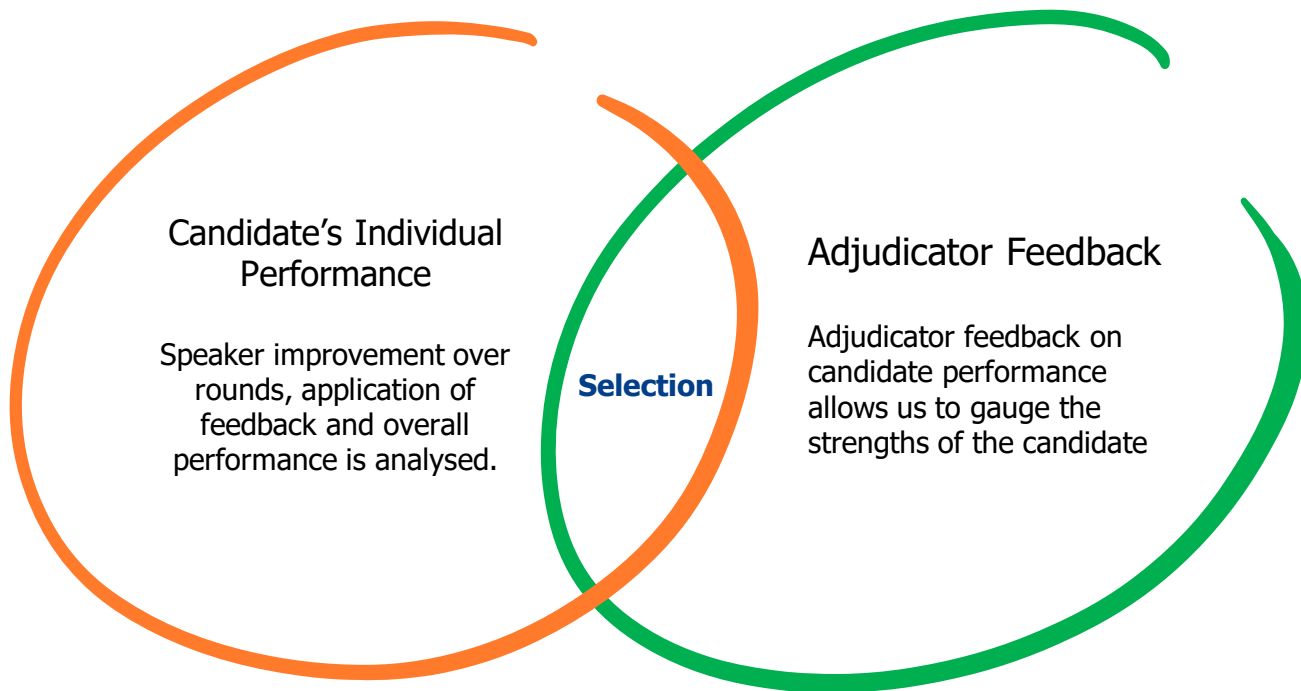 Candidate’s Individual
Performance
Speaker improvement over
rounds, application of
feedback and overall
performance is analysed.
Selection
Adjudicator Feedback
Adjudicator feedback on
candidate performance
allows us to gauge the
strengths of the candidate